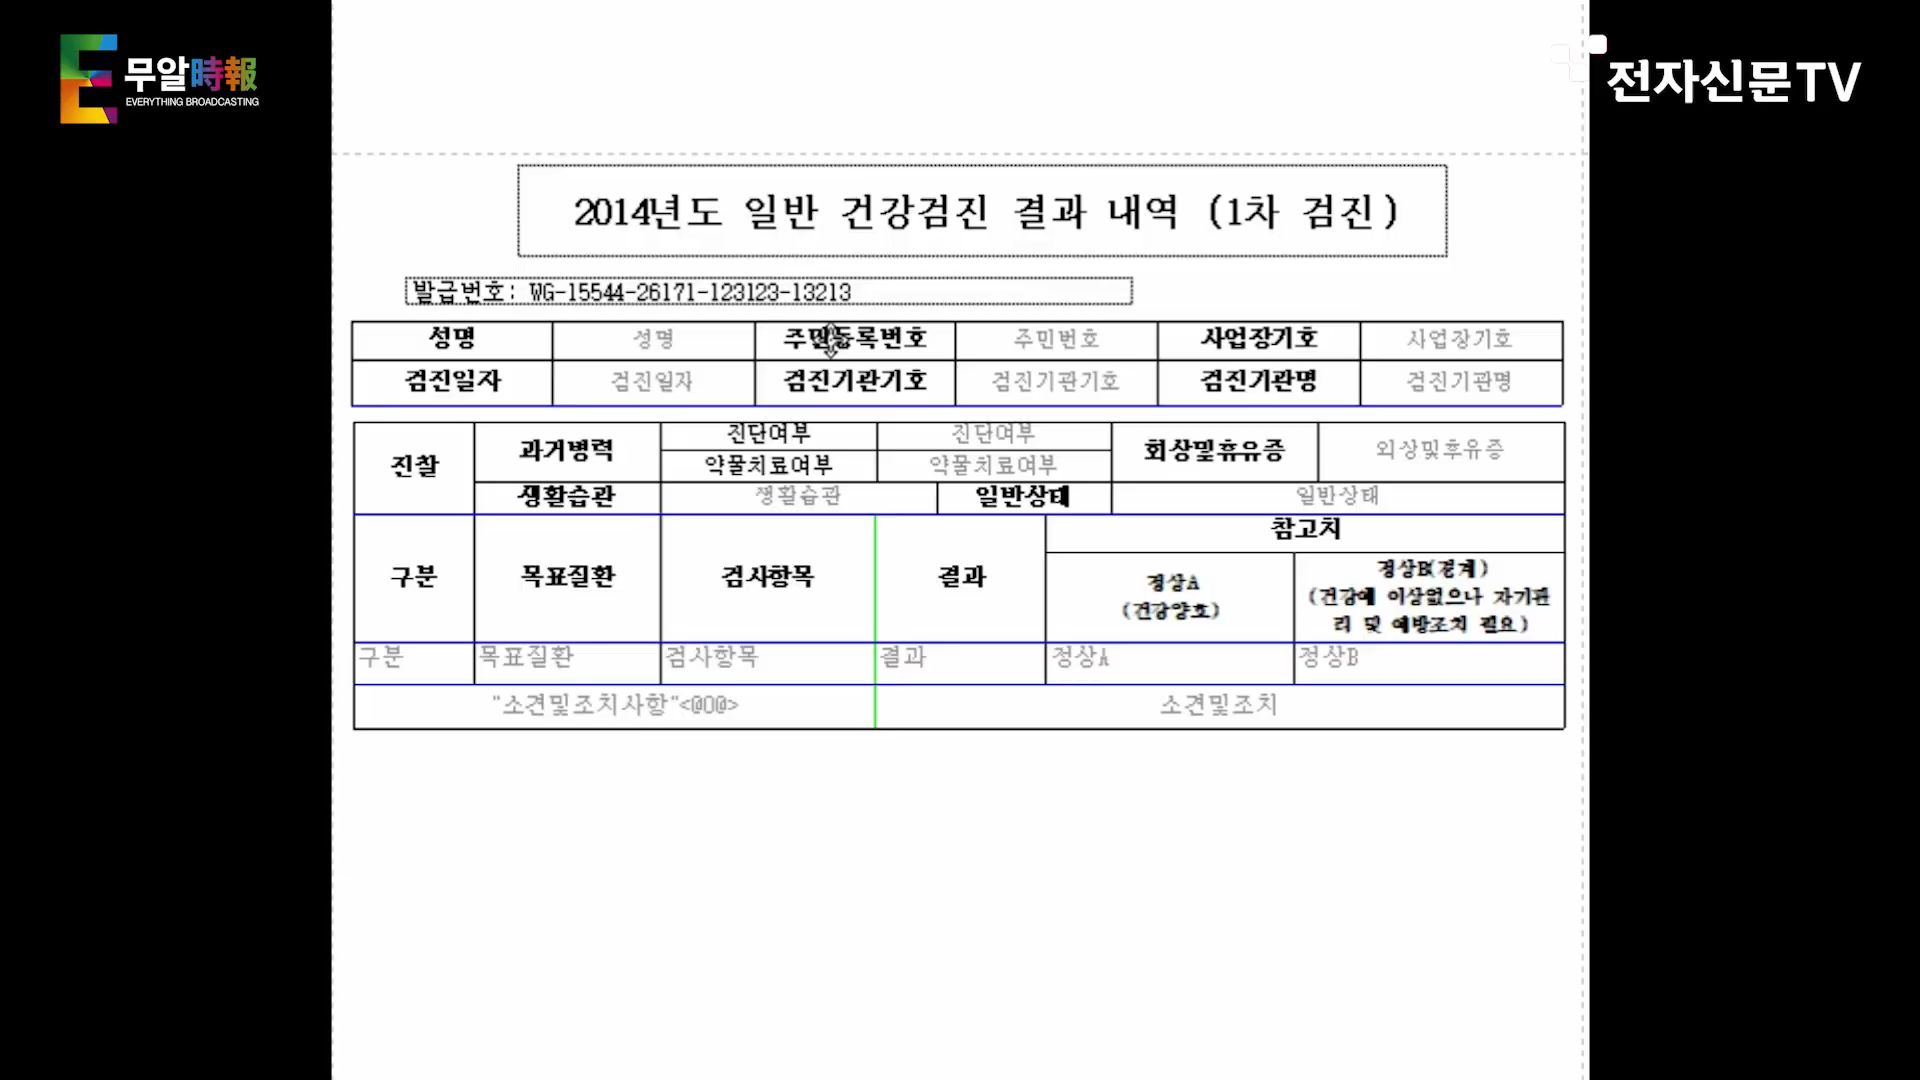 무알時報
EVERYTHING BROADCASTING
전자신문TV
2014년도 일반 건강검진 결과 내역 (1차 검진)
발급번호: WG-15544-26171-123123-13213
성명 성명 주민등록번호 주민번호 사업장기호 사업장기호
검진일자 검진일자 검진기관기호 검진기관기호 검진기관명 검진기관명
진찰 과거병력 진단여부 진단여부 회상및휴유증 외상및후유증
약물치료여부 약물치료여부
생활습관 생활습관 일반상태 일반상태
구분 목표질환 검사항목 결과 참고치
정상A
(건강양호)
정상B(경계)
(건강에 이상없으나 자기관
리 및 예방조치 필요)
구분 목표질환 검사항목 결과 정상A 정상B
"소견및조치사항"<@0@> 소견및조치